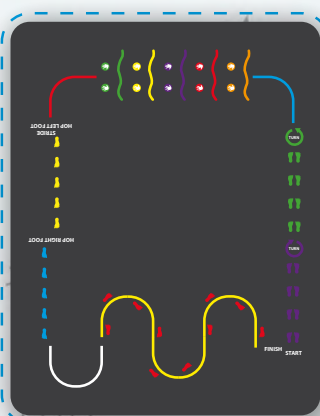 HOP LEFT FOOT
STRIDE
TURN
HOP RIGHT FOOT
TURN
FINISH
START